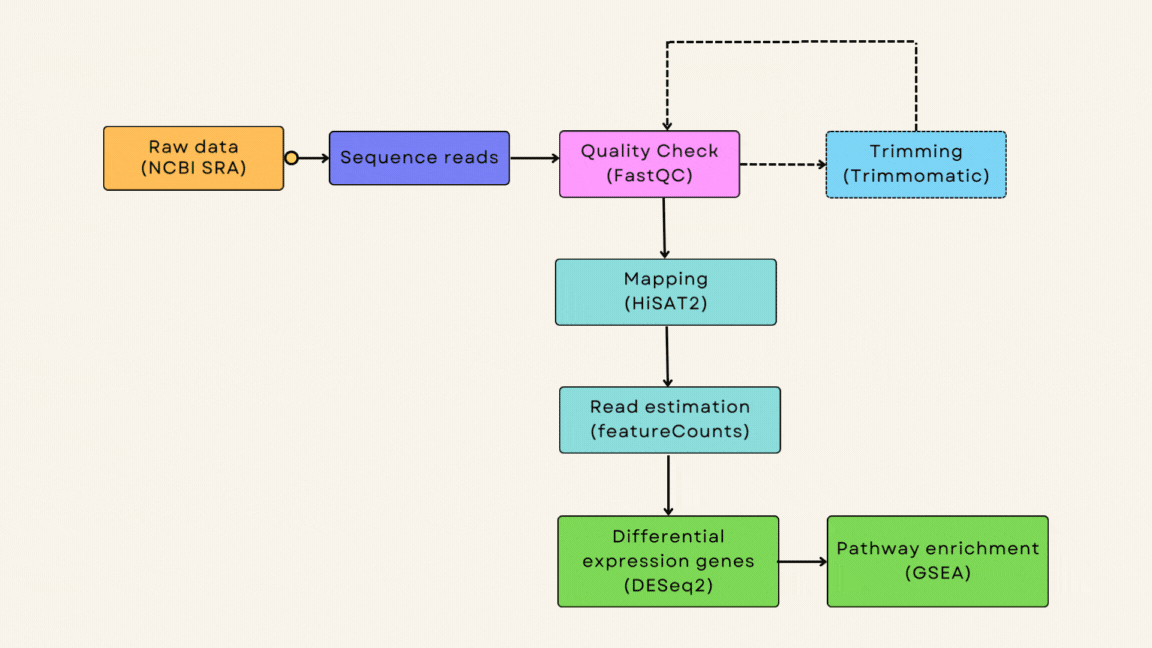 Raw data
(NCBI SRA)
Sequence reads
Quality Check
(FastQC)
Trimming
(Trimmomatic)
Mapping
(HiSAT2)
Read estimation
(featureCounts)
Differential
expression genes
(DESeq2)
Pathway enrichment
(GSEA)